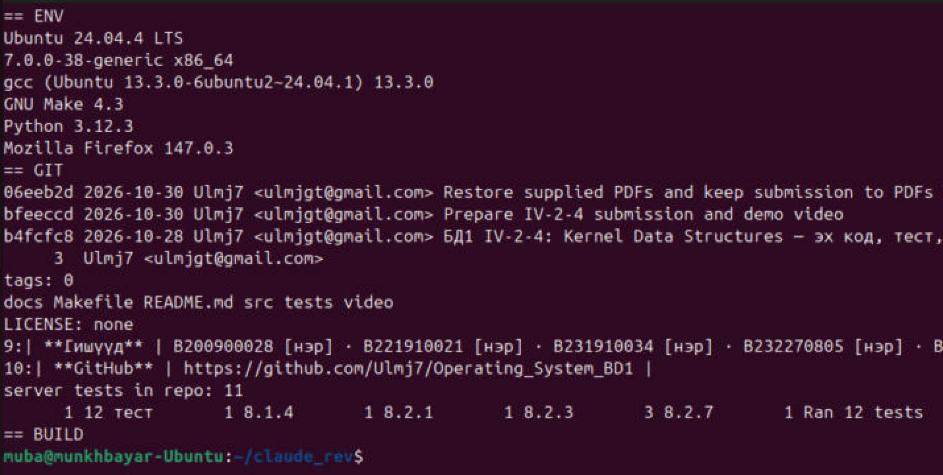 == ENV
Ubuntu 24.04.4 LTS
7.0.0-38-generic x86_64
gcc (Ubuntu 13.3.0-6ubuntu2~24.04.1) 13.3.0
GNU Make 4.3
Python 3.12.3
Mozilla Firefox 147.0.3
== GIT
06eeb2d 2026-10-30 Ulmj7 <ulmjgt@gmail.com> Restore supplied PDFs and keep submission to PDFs
bfeeccd 2026-10-30 Ulmj7 <ulmjgt@gmail.com> Prepare IV-2-4 submission and demo video
b4fcfc8 2026-10-28 Ulmj7 <ulmjgt@gmail.com> БД1 IV-2-4: Kernel Data Structures — эх код, тест,
3 Ulmj7 <ulmjgt@gmail.com>
tags: 0
docs Makefile README.md src tests video
LICENSE: none
9:| **Гишүүд** | B200900028 [нэр] · B221910021 [нэр] · B231910034 [нэр] · B232270805 [нэр] · B
10:| **GitHub** | https://github.com/Ulmj7/Operating_System_BD1 |
server tests in repo: 11
1 12 тест 1 8.1.4 1 8.2.1 1 8.2.3 3 8.2.7 1 Ran 12 tests
== BUILD
muba@munkhbayar-Ubuntu:~/claude_rev$